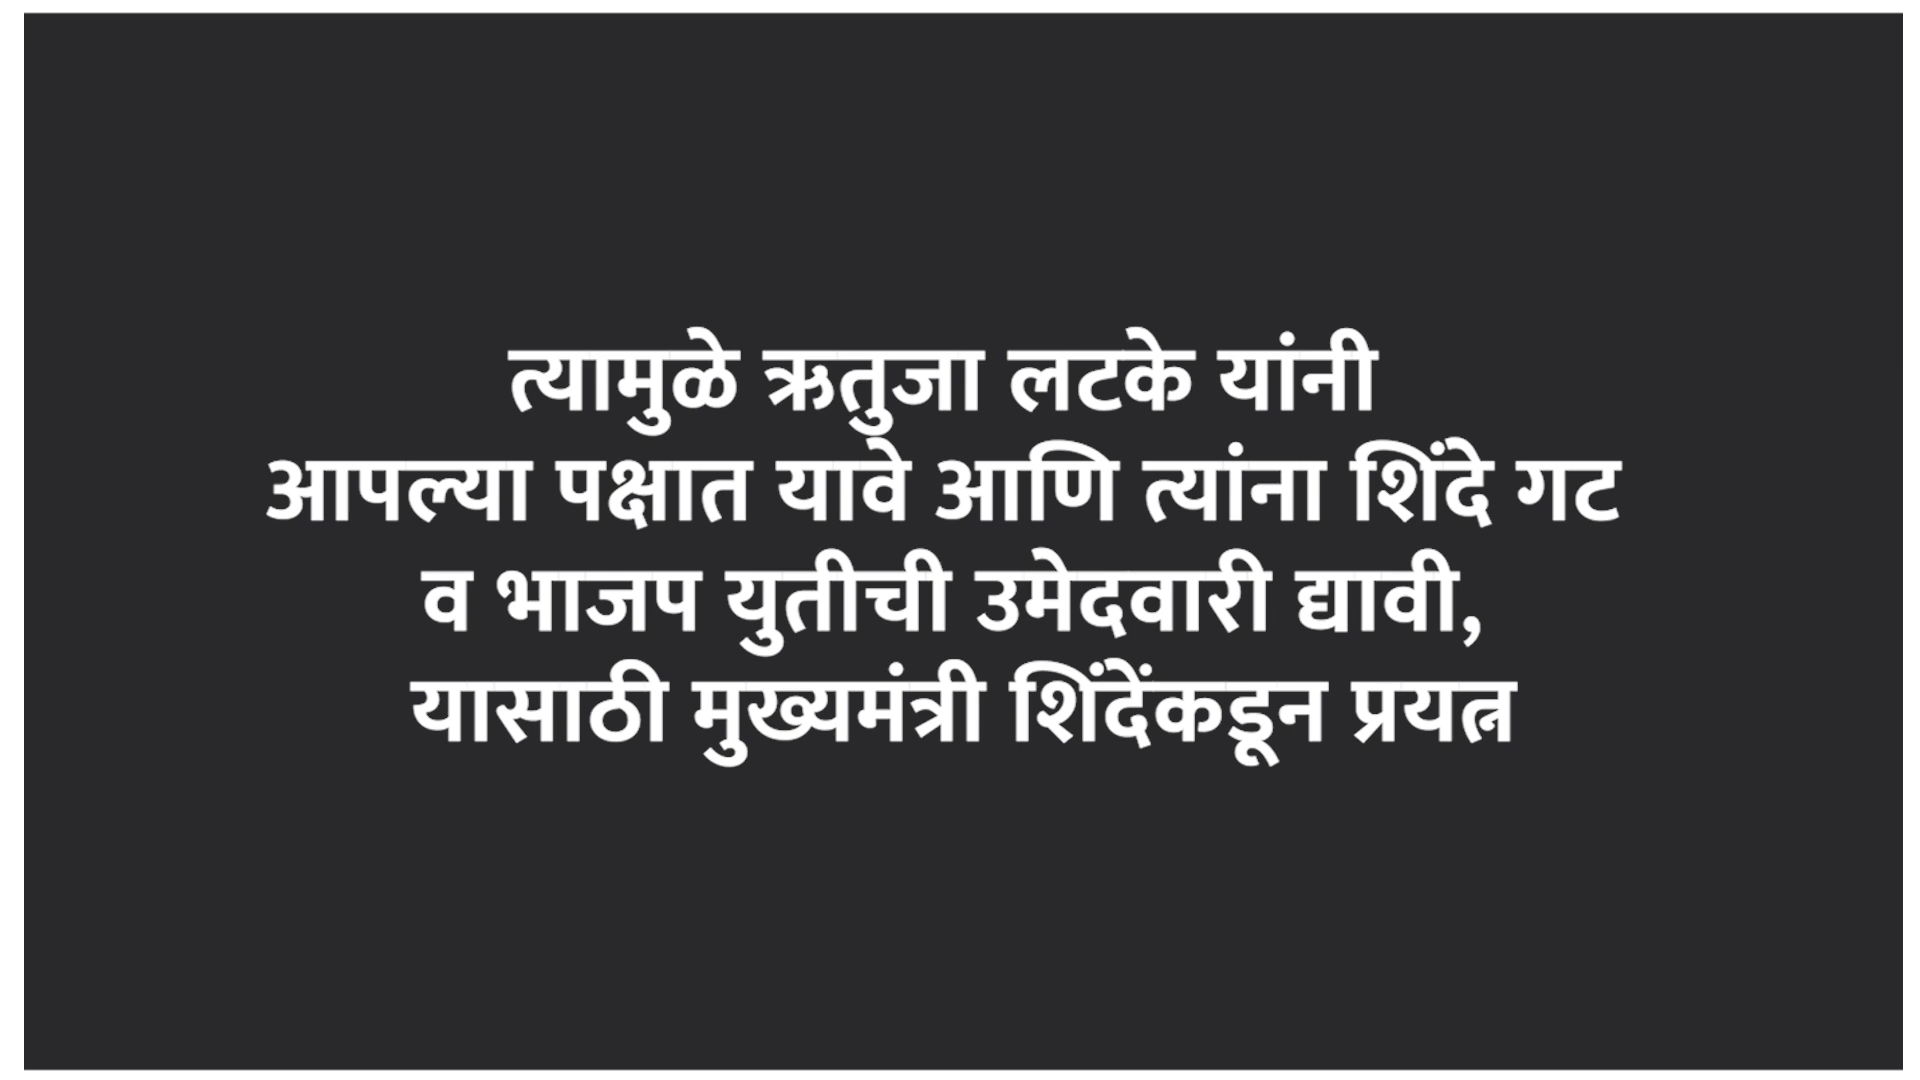 त्यामुळे ऋतुजा लटके यांनी
आपल्या पक्षात यावे आणि त्यांना शिंदे गट
व भाजप युतीची उमेदवारी द्यावी,
यासाठी मुख्यमंत्री शिंदेंकडून प्रयत्न